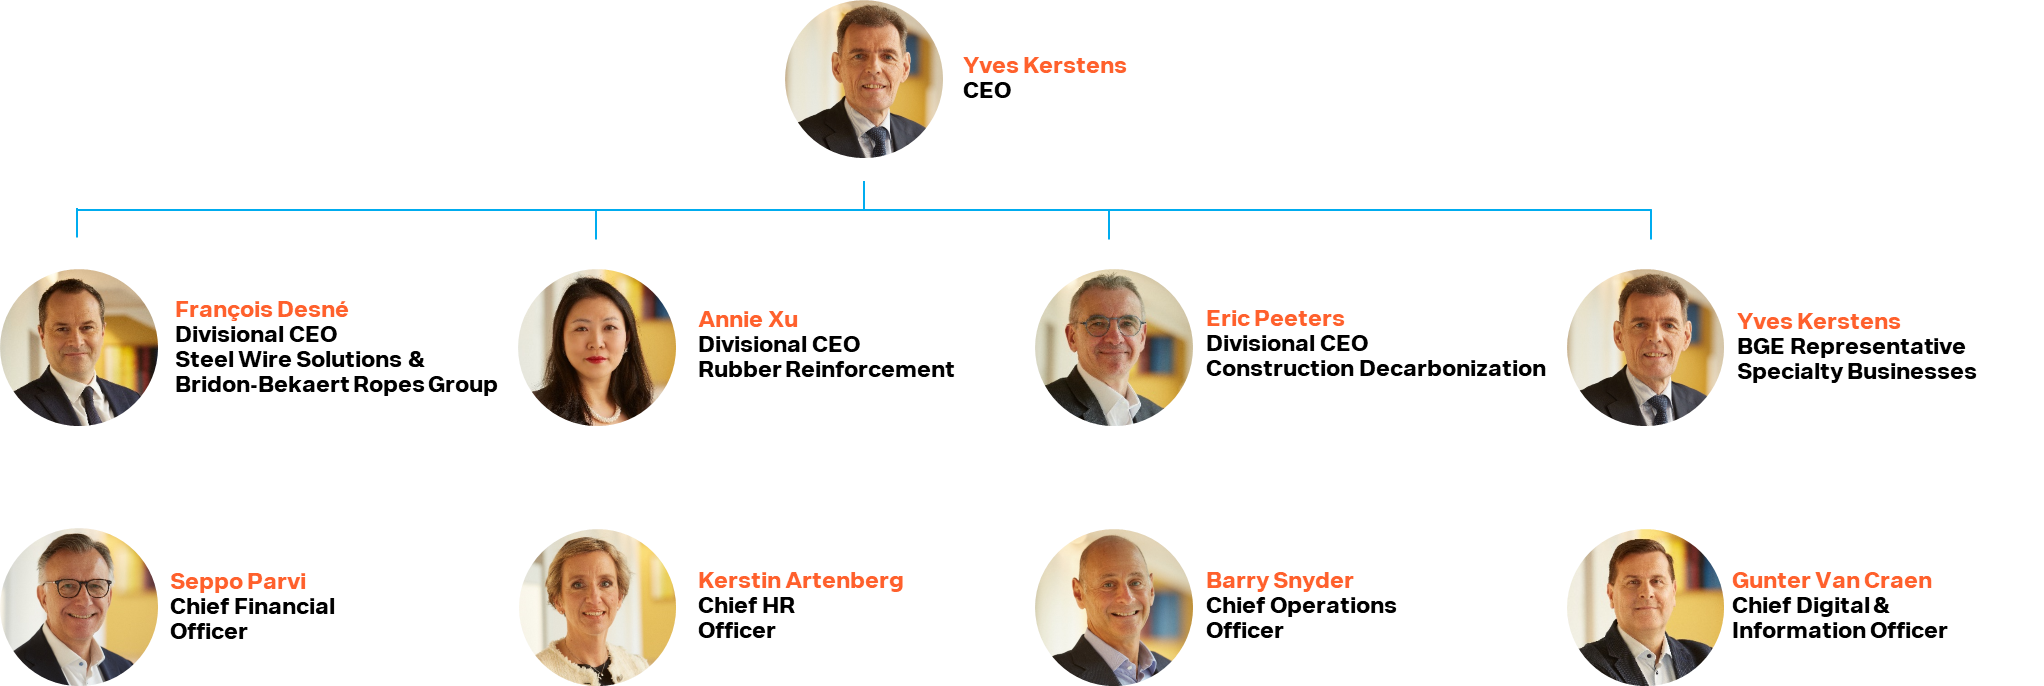 Yves Kerstens
CEO
François Desné
Divisional CEO
Steel Wire Solutions &
Bridon-Bekaert Ropes Group
Annie Xu
Divisional CEO
Rubber Reinforcement
Eric Peeters
Divisional CEO
Construction Decarbonization
Yves Kerstens
BGE Representative
Specialty Businesses
Seppo Parvi
Chief Financial
Officer
Kerstin Artenberg
Chief HR
Officer
Barry Snyder
Chief Operations
Officer
Gunter Van Craen
Chief Digital &
Information Officer